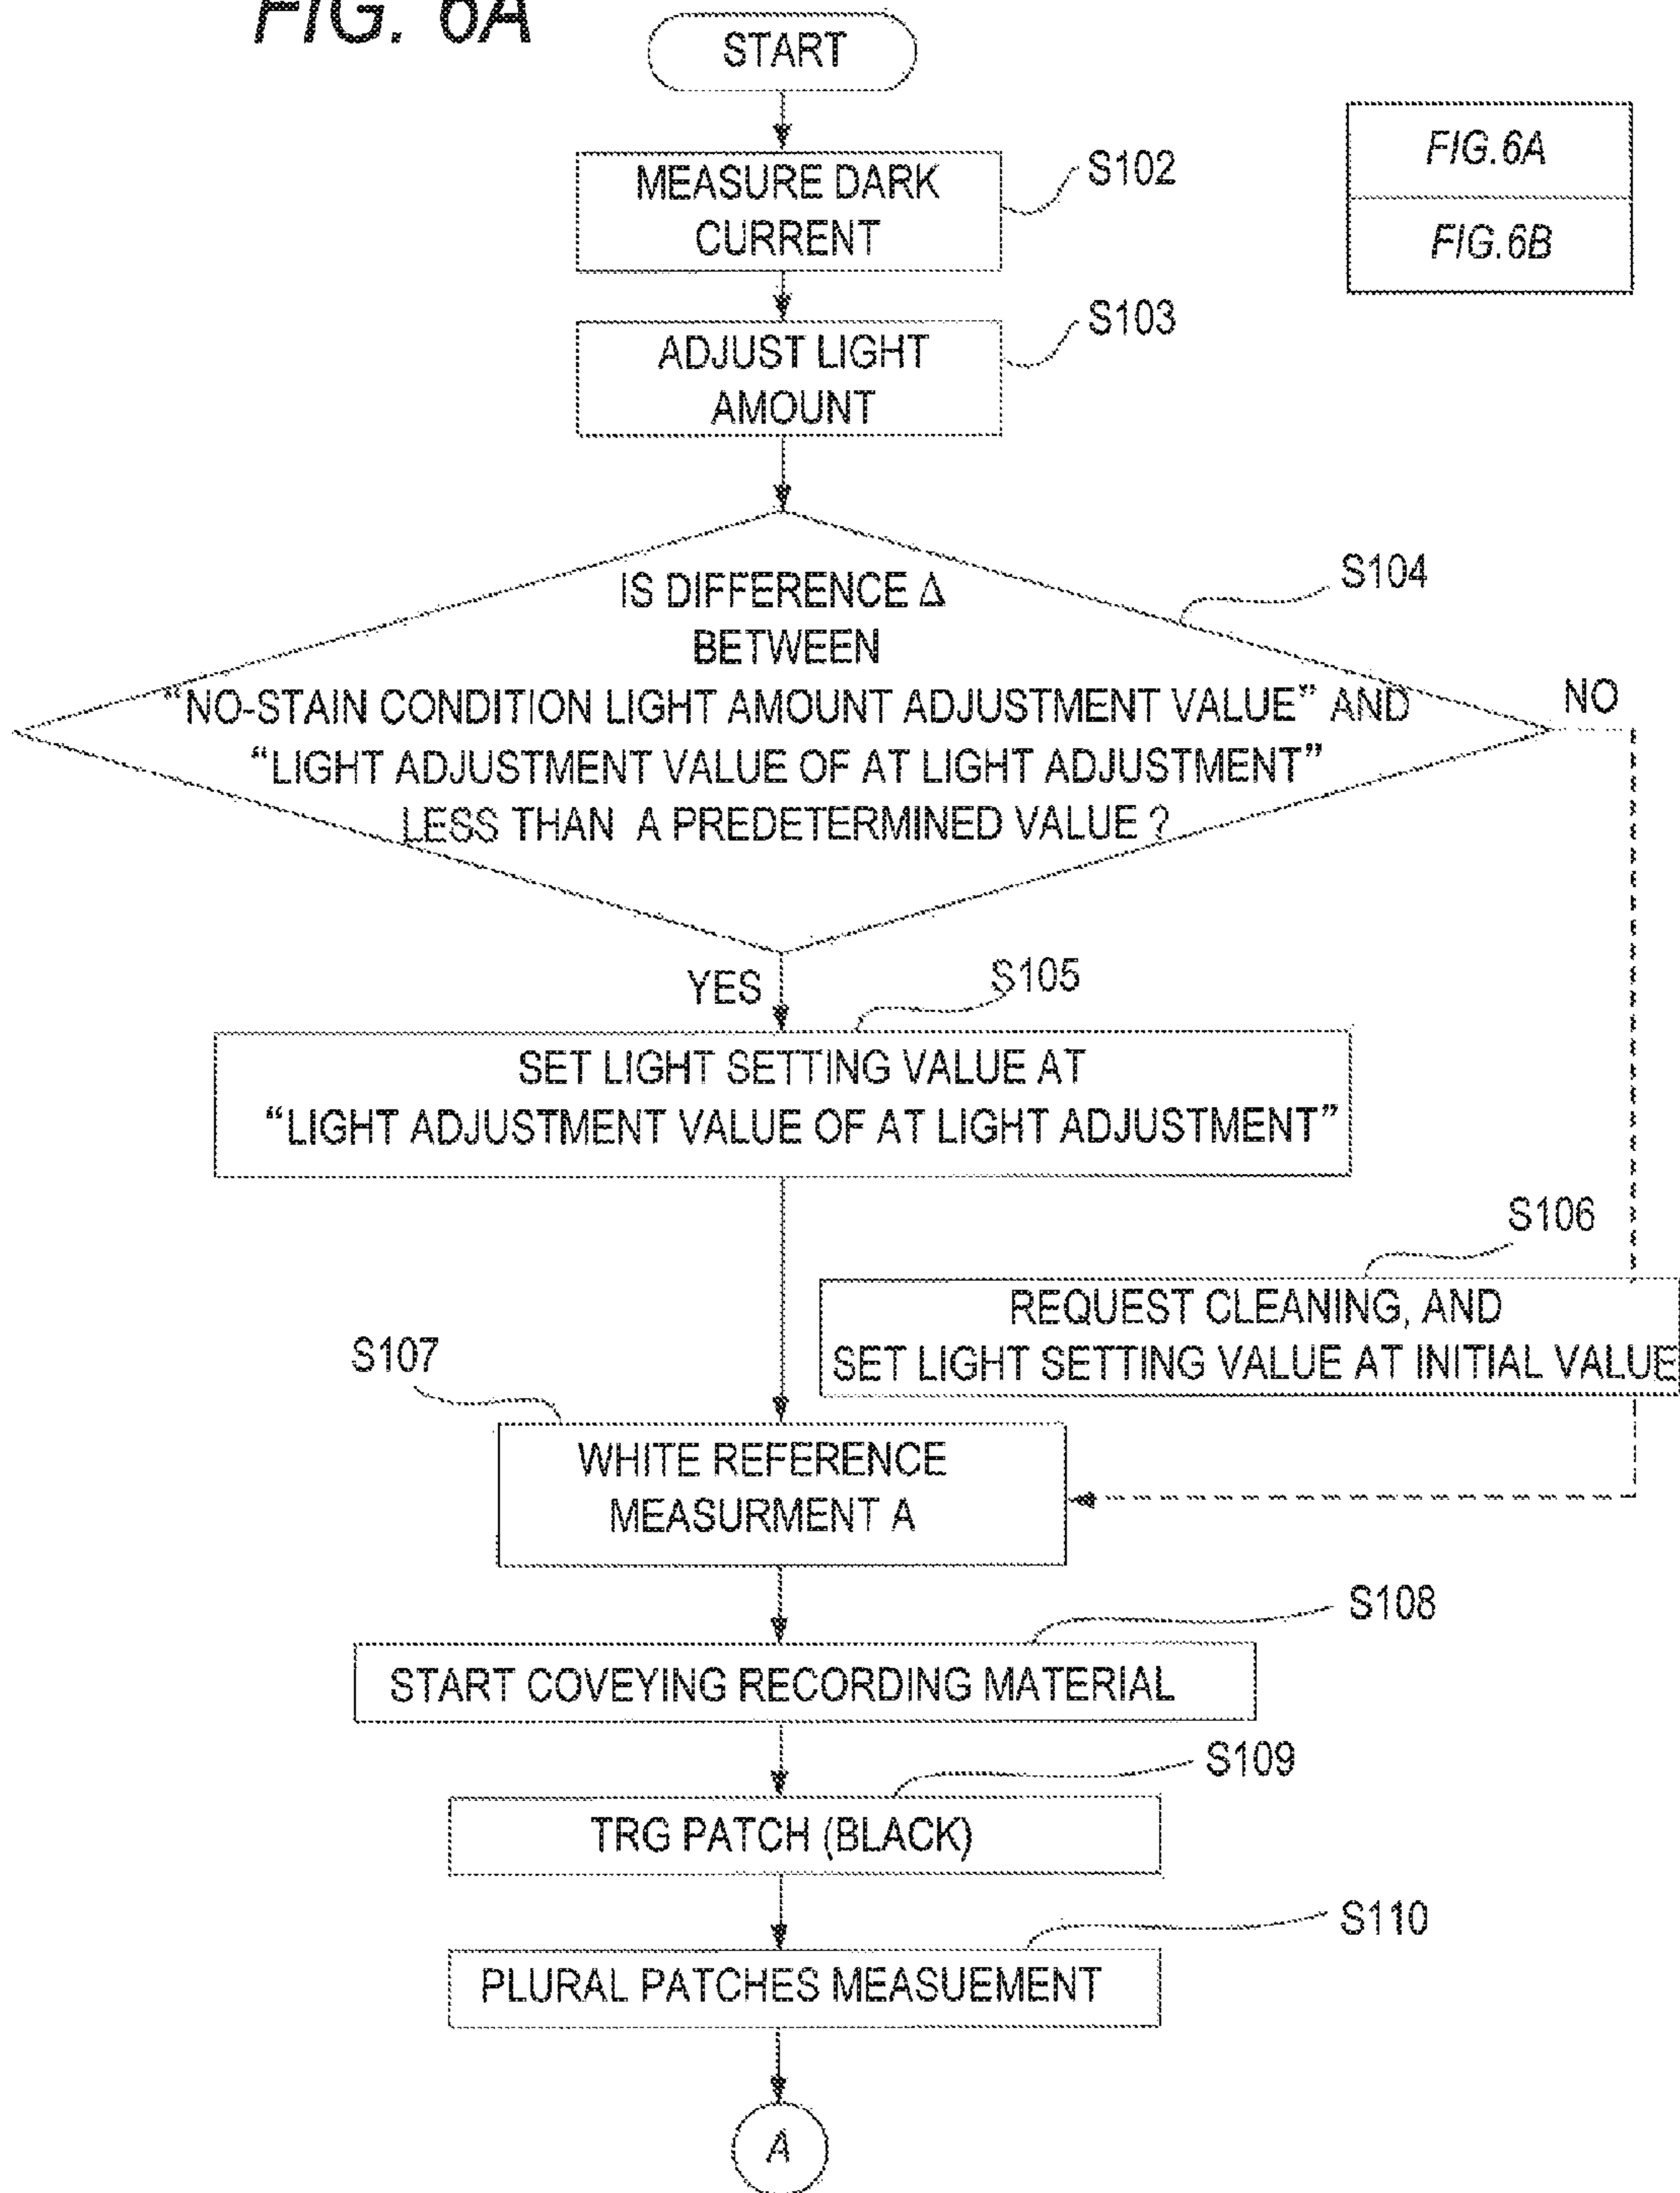 FIG. 6A
START
MEASURE DARK
CURRENT
S102
FIG.6A
FIG.6B
ADJUST LIGHT
AMOUNT
S103
IS DIFFERENCE Δ
BETWEEN
“NO-STAIN CONDITION LIGHT AMOUNT ADJUSTMENT VALUE” AND
“LIGHT ADJUSTMENT VALUE OF AT LIGHT ADJUSTMENT”
LESS THAN A PREDETERMINED VALUE ?
S104
NO
YES
S105
SET LIGHT SETTING VALUE AT
“LIGHT ADJUSTMENT VALUE OF AT LIGHT ADJUSTMENT”
S106
REQUEST CLEANING, AND
SET LIGHT SETTING VALUE AT INITIAL VALUE
S107
WHITE REFERENCE
MEASURMENT A
S108
START COVEYING RECORDING MATERIAL
S109
TRG PATCH (BLACK)
S110
PLURAL PATCHES MEASUEMENT
A